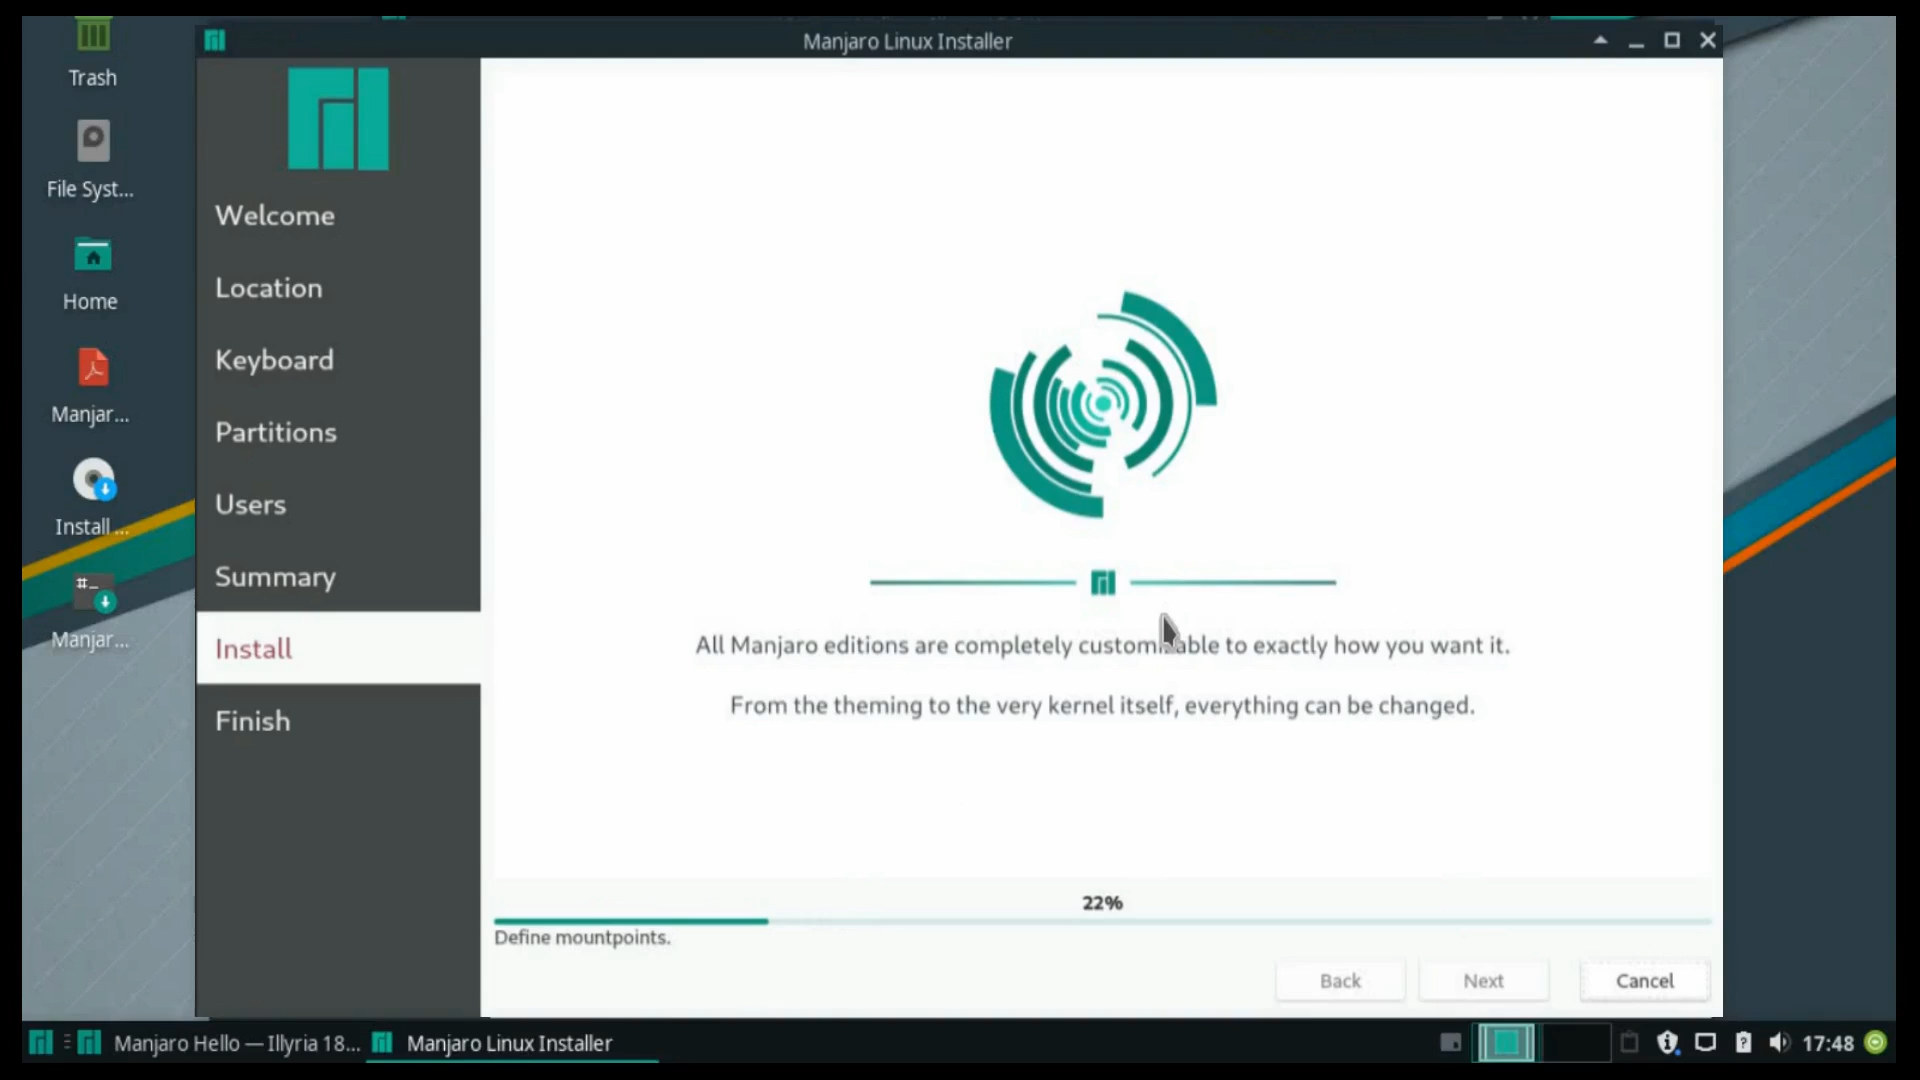 Manjaro Linux Installer
Trash
File Syst...
Home
Manjar...
Install ...
#_
Manjar...
Welcome
Location
Keyboard
Partitions
Users
Summary
Install
Finish
All Manjaro editions are completely customizable to exactly how you want it.
From the theming to the very kernel itself, everything can be changed.
22%
Define mountpoints.
Back
Next
Cancel
Manjaro Hello — Illyria 18...
Manjaro Linux Installer
17:48